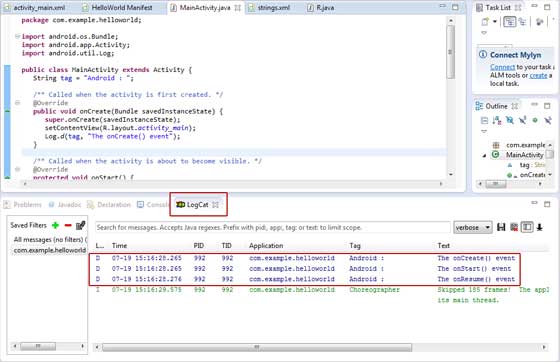 activity_main.xml HelloWorld Manifest MainActivity.java strings.xml R.java
package com.example.helloworld;
import android.os.Bundle;
import android.app.Activity;
import android.util.Log;
public class MainActivity extends Activity {
String tag = "Android : ";
/** Called when the activity is first created. */
@Override
public void onCreate(Bundle savedInstanceState) {
super.onCreate(savedInstanceState);
setContentView(R.layout.activity_main);
Log.d(tag, "The onCreate() event");
}
/** Called when the activity is about to become visible. */
@Override
protected void onStart() {
Task List
Connect Mylyn
Connect to your task a
ALM tools or create a
local task.
Outline
com.example
MainActivity
tag : Strin
onCreate
Problems Javadoc Declaration Console LogCat
Saved Filters
All messages (no filters) (
com.example.helloworld
Search for messages. Accepts Java regexes. Prefix with pid:, app:, tag: or text: to limit scope.
verbose
L... Time PID TID Application Tag Text
D 07-19 15:16:28.265 992 992 com.example.helloworld Android : The onCreate() event
D 07-19 15:16:28.265 992 992 com.example.helloworld Android : The onStart() event
D 07-19 15:16:28.276 992 992 com.example.helloworld Android : The onResume() event
I 07-19 15:16:29.575 992 992 com.example.helloworld Choreographer Skipped 185 frames! The appl
its main thread.